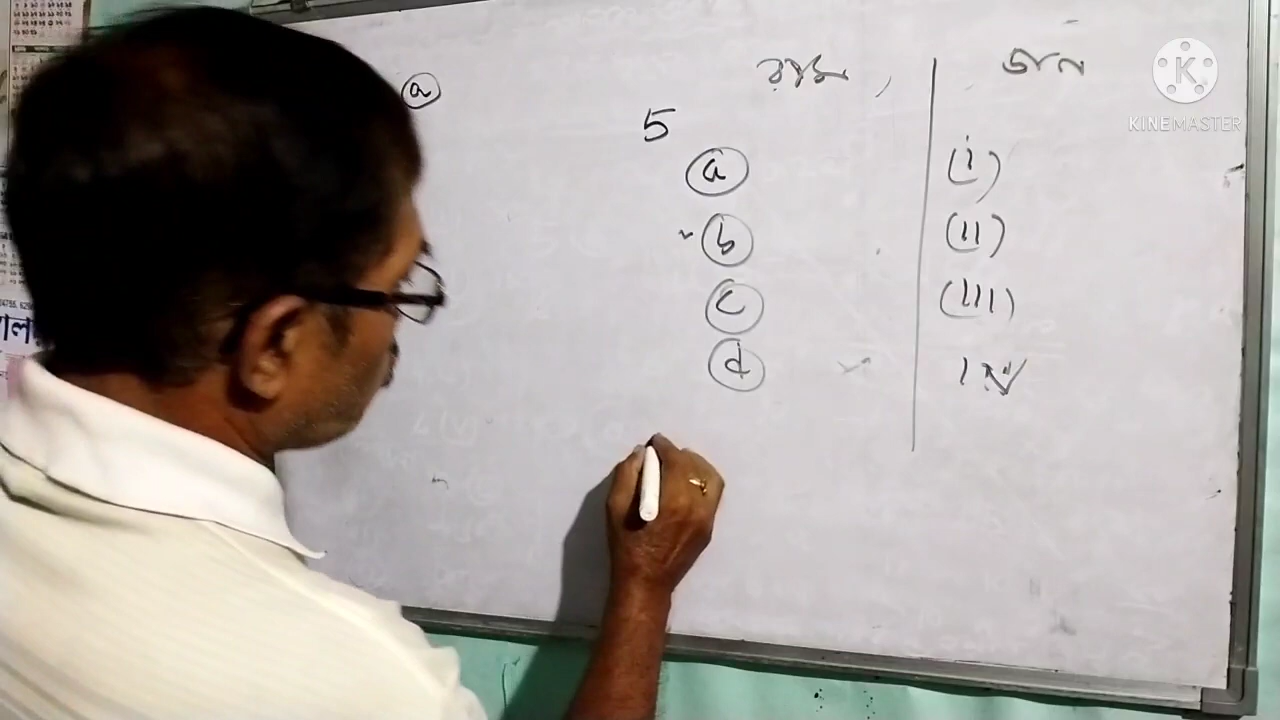 ⓐ
বাম, ডান
5
ⓐ (i)
ⓑ (ii)
ⓒ (iii)
ⓓ iv
KINEMASTER